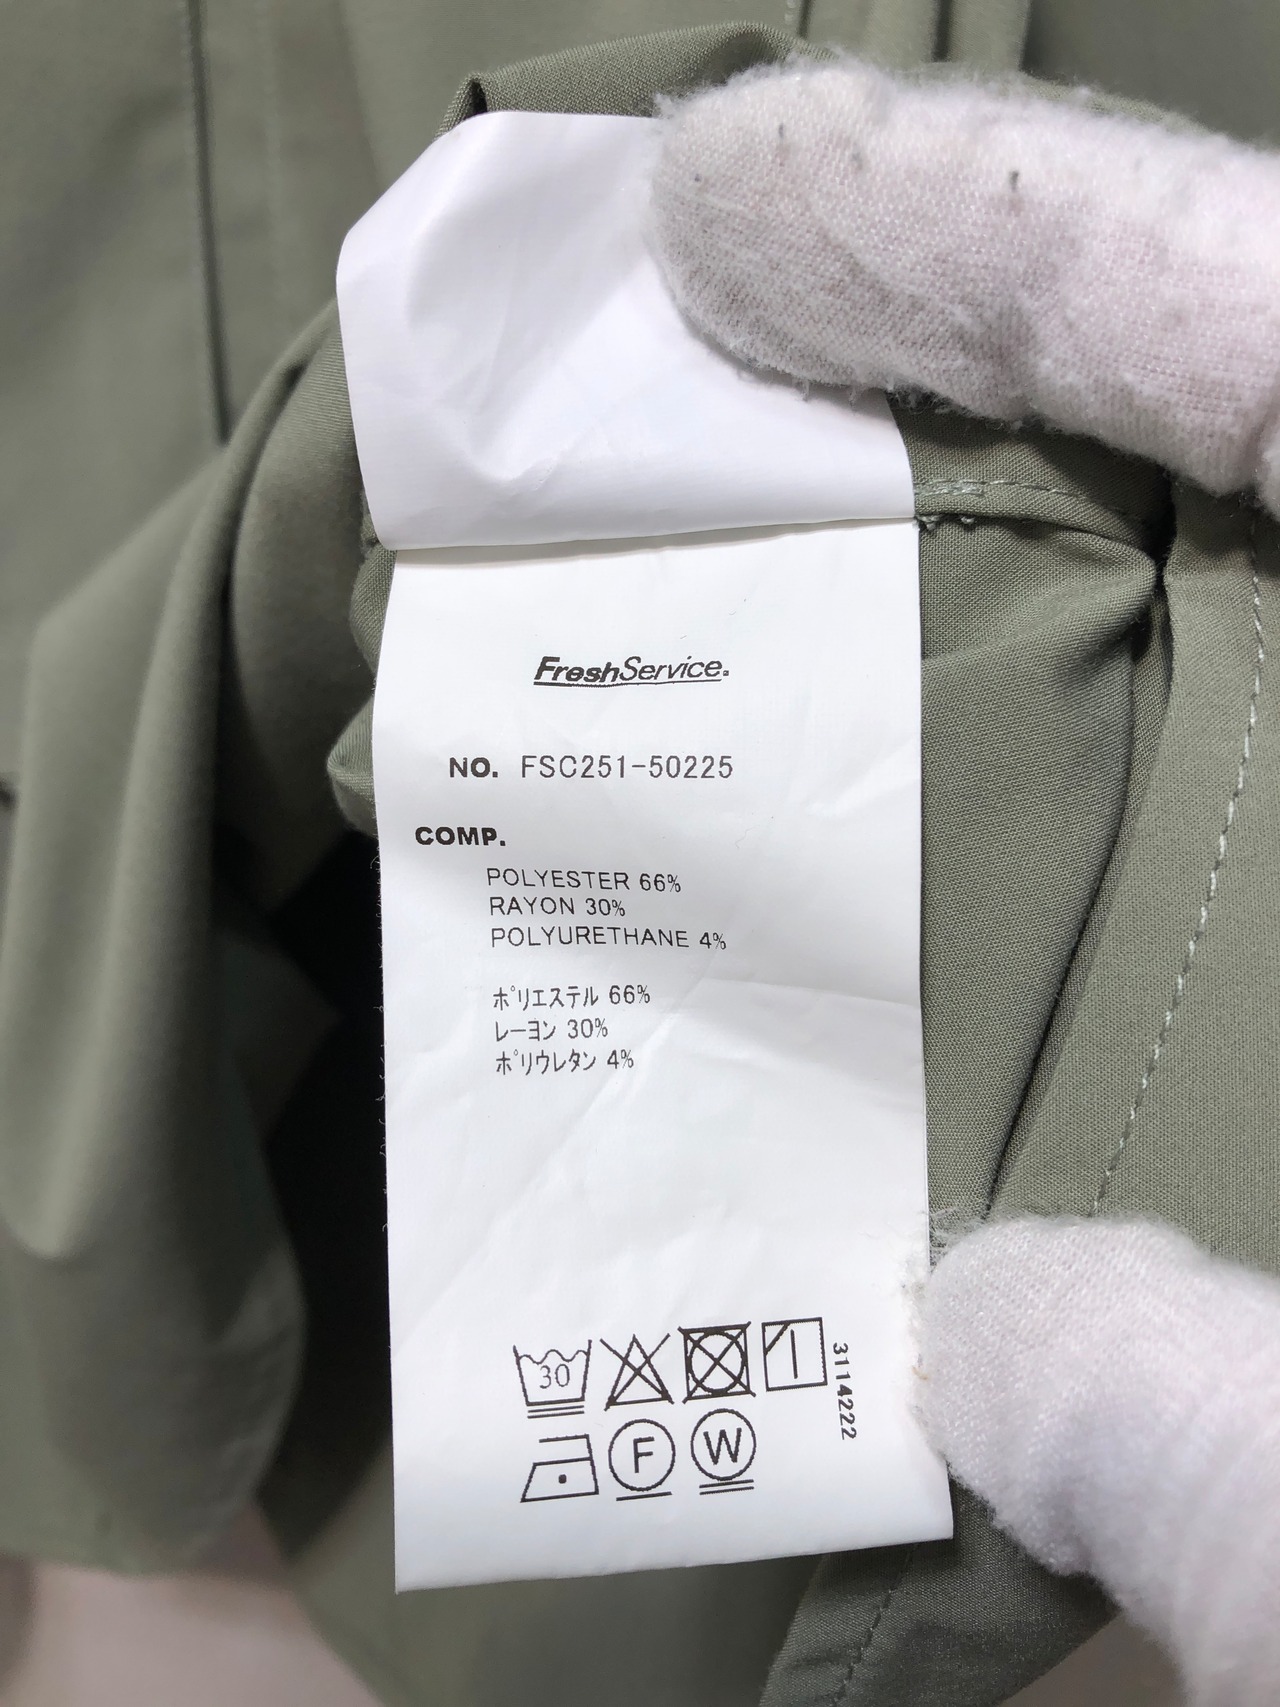 FreshService.
NO. FSC251-50225
COMP.
POLYESTER 66%
RAYON 30%
POLYURETHANE 4%
ポリエステル 66%
レーヨン 30%
ポリウレタン 4%
30
3114222
F
W